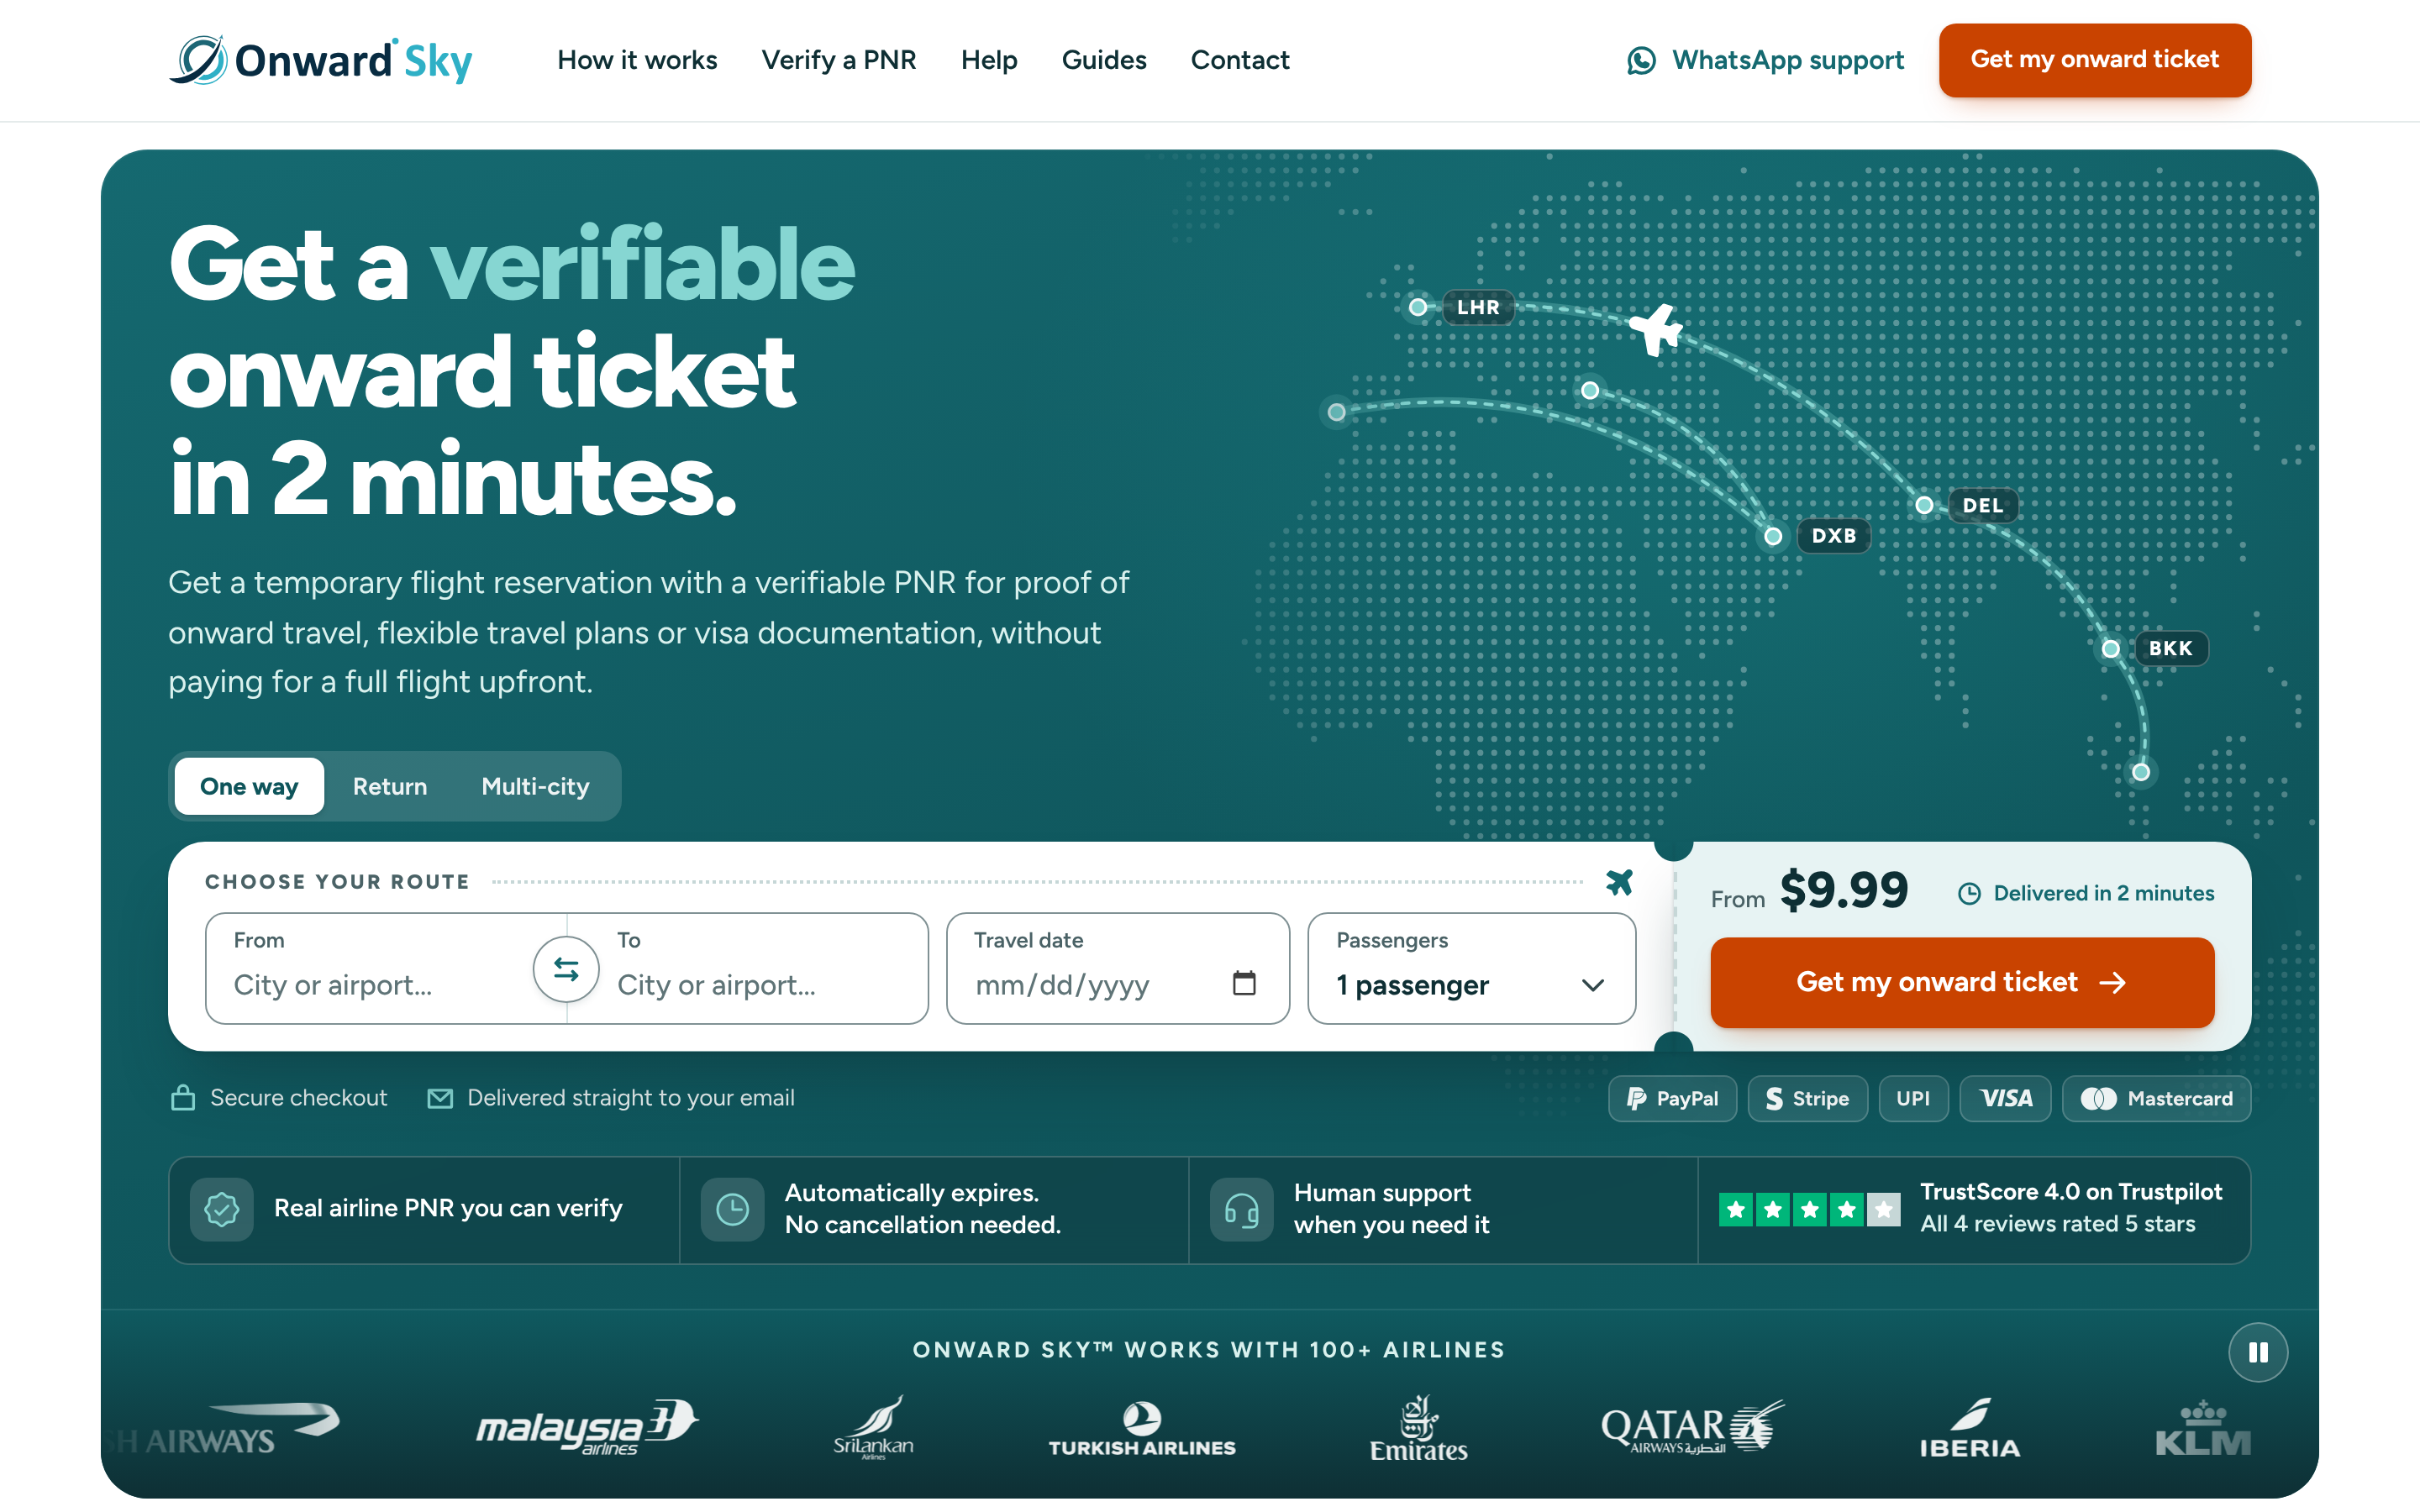 Onward Sky
How it works
Verify a PNR
Help
Guides
Contact
WhatsApp support
Get my onward ticket
Get a verifiable
onward ticket
in 2 minutes.
Get a temporary flight reservation with a verifiable PNR for proof of
onward travel, flexible travel plans or visa documentation, without
paying for a full flight upfront.
LHR
DEL
DXB
BKK
One way
Return
Multi-city
CHOOSE YOUR ROUTE
From
City or airport...
To
City or airport...
Travel date
mm/dd/yyyy
Passengers
1 passenger
From $9.99
Delivered in 2 minutes
Get my onward ticket
Secure checkout
Delivered straight to your email
PayPal
Stripe
UPI
VISA
Mastercard
Real airline PNR you can verify
Automatically expires.
No cancellation needed.
Human support
when you need it
TrustScore 4.0 on Trustpilot
All 4 reviews rated 5 stars
ONWARD SKY™ WORKS WITH 100+ AIRLINES
SH AIRWAYS
malaysia
airlines
SriLankan
Airlines
TURKISH AIRLINES
Emirates
QATAR
AIRWAYS القطرية
IBERIA
KLM